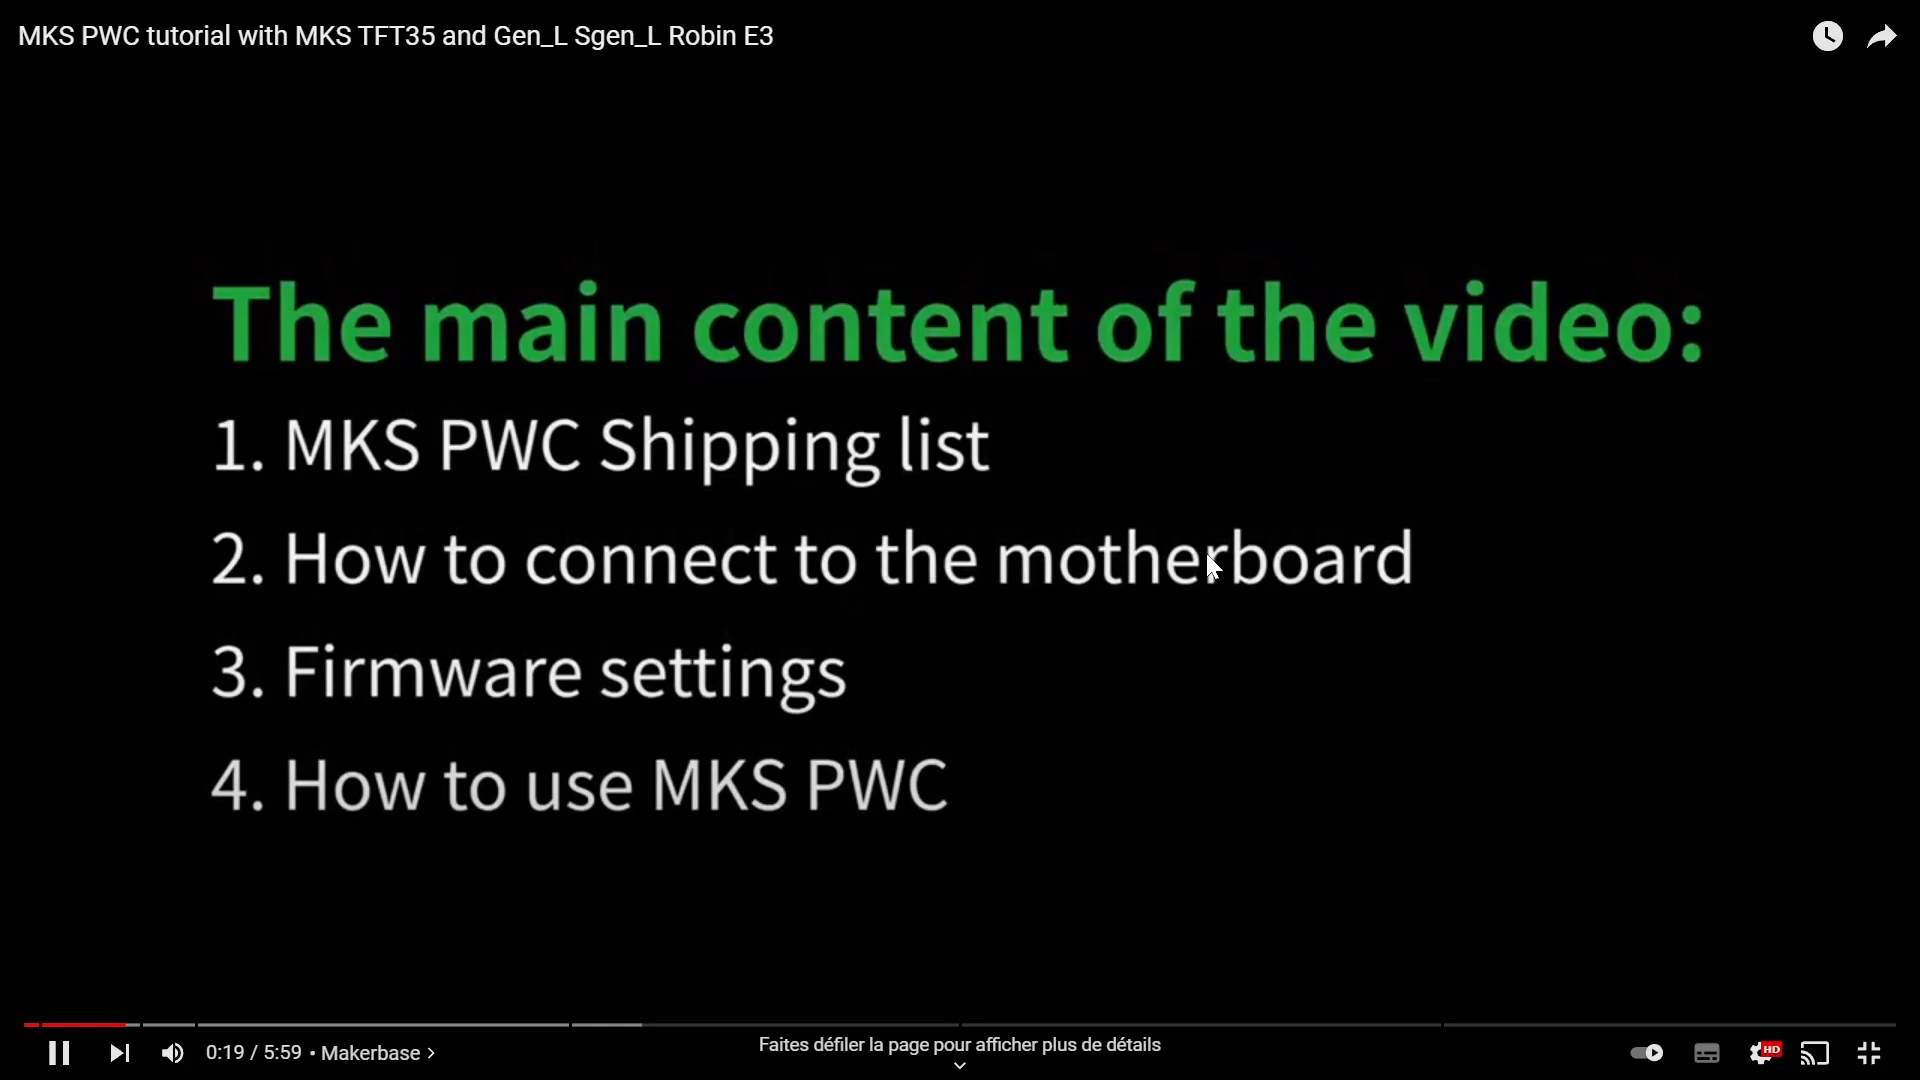 MKS PWC tutorial with MKS TFT35 and Gen_L Sgen_L Robin E3
The main content of the video:
1. MKS PWC Shipping list
2. How to connect to the motherboard
3. Firmware settings
4. How to use MKS PWC
Faites défiler la page pour afficher plus de détails
0:19 / 5:59 • Makerbase >
HD